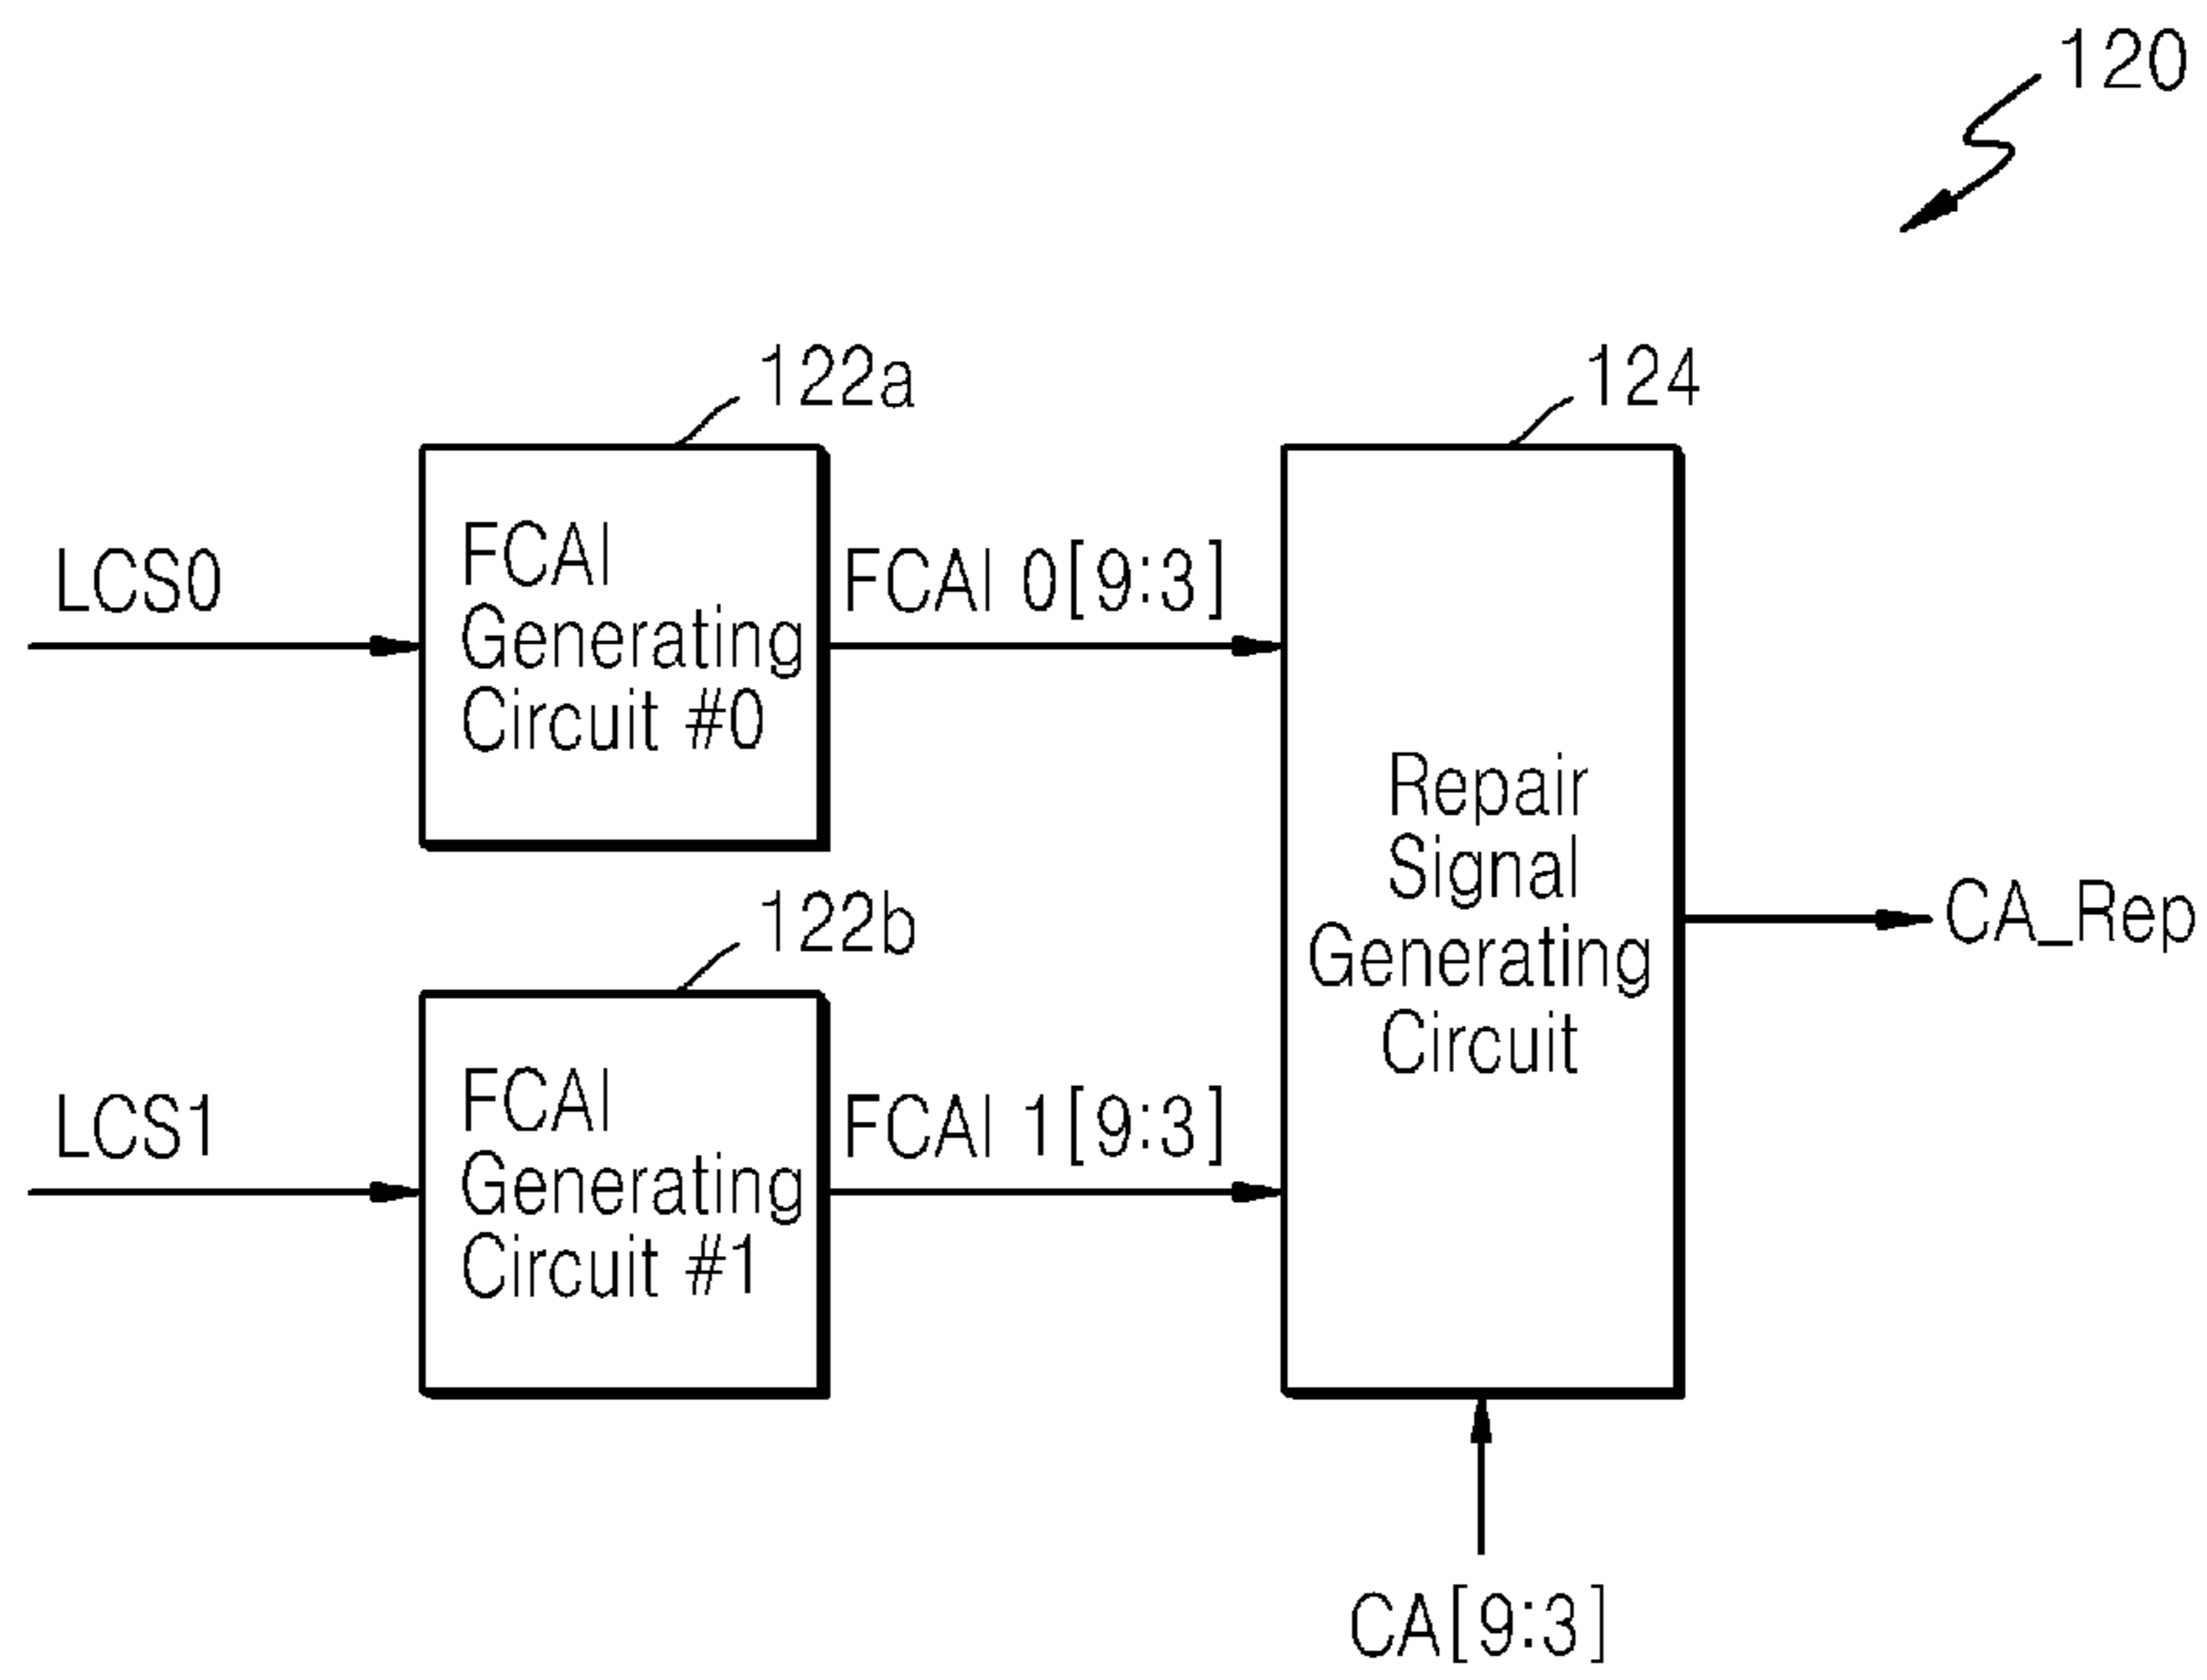 120
122a
124
FCAI
Generating
Circuit #0
LCS0
FCAI 0[9:3]
Repair
Signal
Generating
Circuit
CA_Rep
122b
FCAI
Generating
Circuit #1
LCS1
FCAI 1[9:3]
CA[9:3]